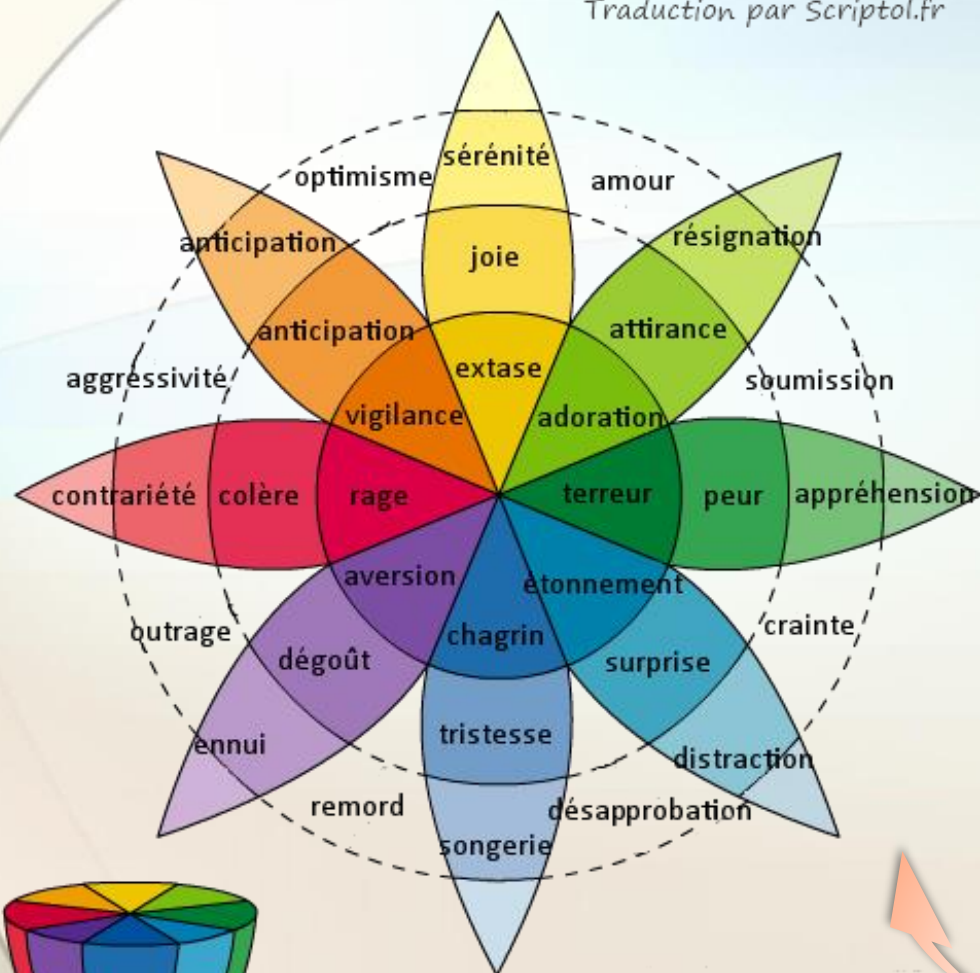 Traduction par Scriptol.fr
sérénité
optimisme
amour
anticipation
résignation
joie
anticipation
attirance
extase
aggressivité
soumission
vigilance
adoration
contrariété
colère
rage
terreur
peur
appréhension
aversion
étonnement
outrage
chagrin
crainte
dégoût
surprise
ennui
tristesse
distraction
remord
désapprobation
songerie